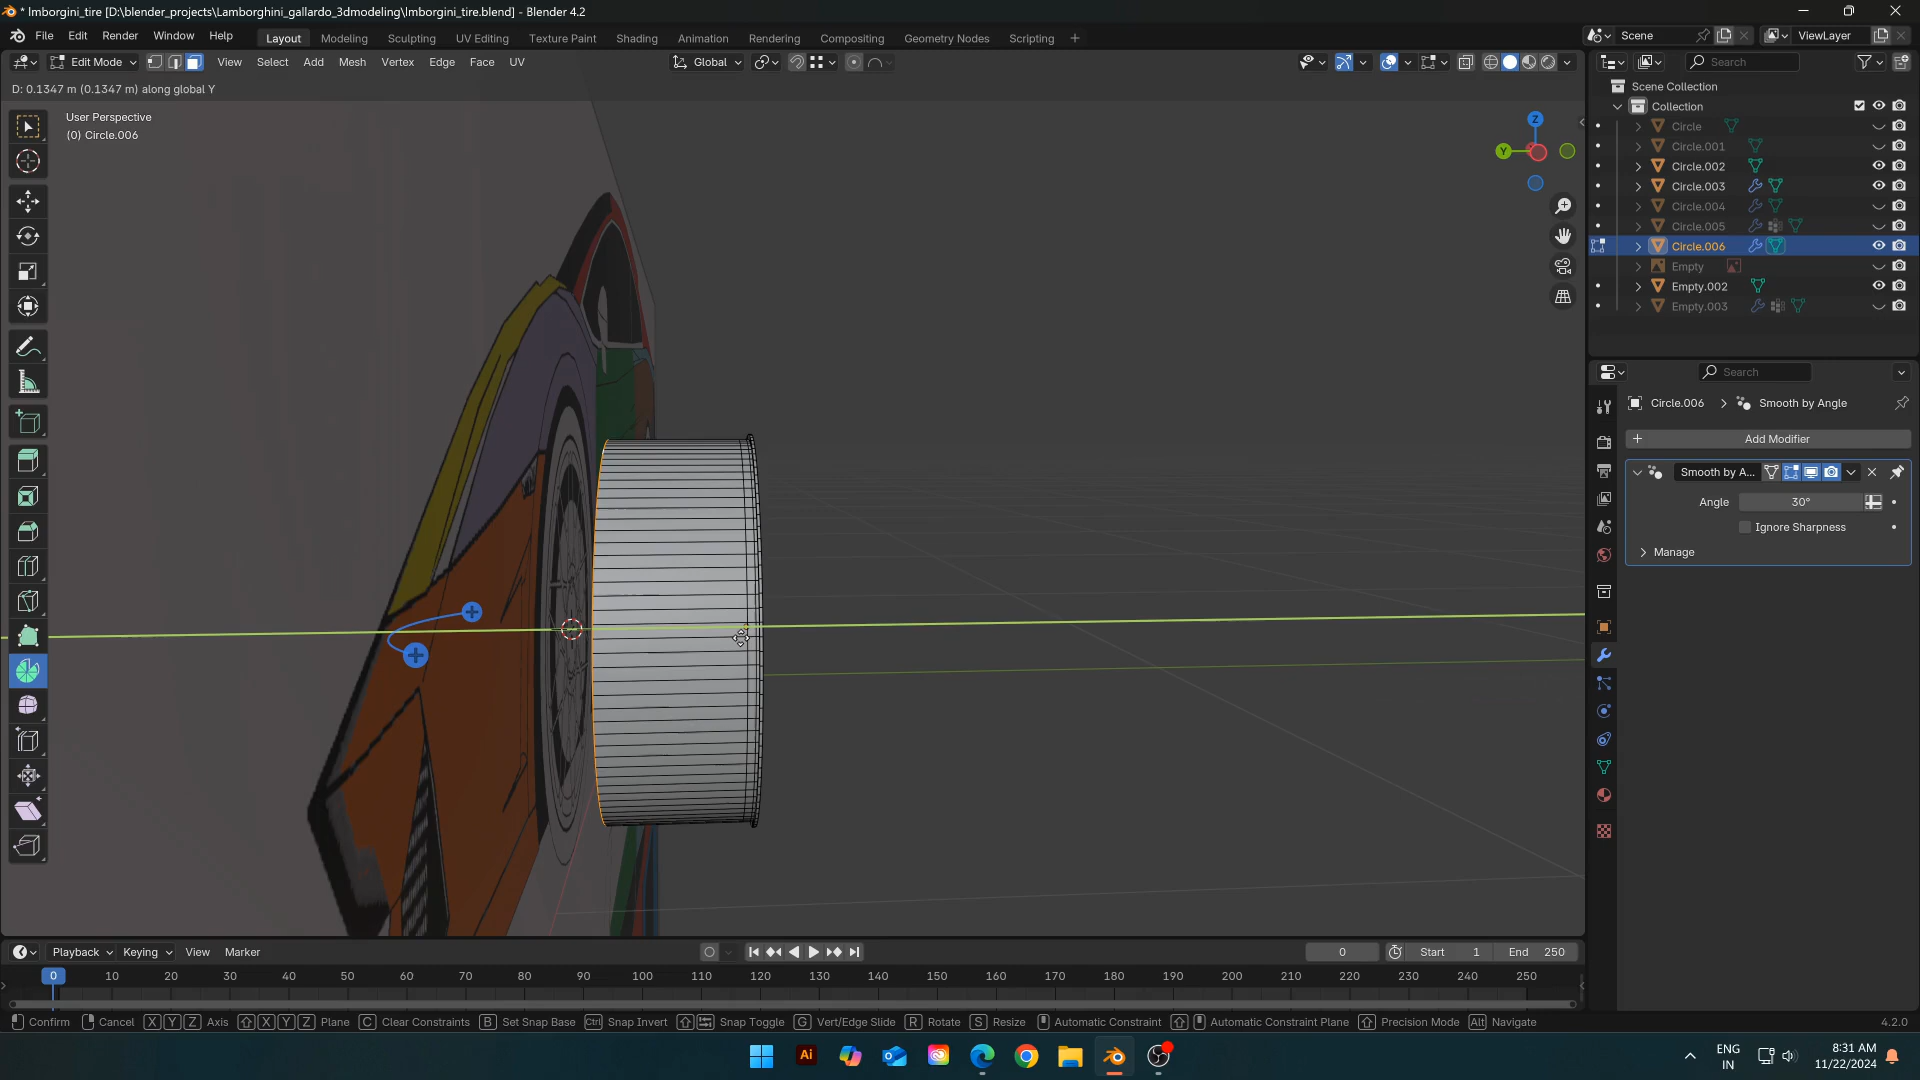 * lmborgini_tire [D:\blender_projects\Lamborghini_gallardo_3dmodeling\lmborgini_tire.blend] - Blender 4.2
File Edit Render Window Help Layout Modeling Sculpting UV Editing Texture Paint Shading Animation Rendering Compositing Geometry Nodes Scripting + Scene ViewLayer
Edit Mode View Select Add Mesh Vertex Edge Face UV Global Search
D: 0.1347 m (0.1347 m) along global Y
User Perspective
(0) Circle.006
Z
Y
Scene Collection
Collection
Circle
Circle.001
Circle.002
Circle.003
Circle.004
Circle.005
Circle.006
Empty
Empty.002
Empty.003
Search
Circle.006 > Smooth by Angle
+ Add Modifier
Smooth by A...
Angle 30°
Ignore Sharpness
Manage
Playback Keying View Marker 0 Start 1 End 250
0 10 20 30 40 50 60 70 80 90 100 110 120 130 140 150 160 170 180 190 200 210 220 230 240 250
Confirm Cancel X Y Z Axis X Y Z Plane C Clear Constraints B Set Snap Base Ctrl Snap Invert Snap Toggle G Vert/Edge Slide R Rotate S Resize Automatic Constraint Automatic Constraint Plane Precision Mode Alt Navigate 4.2.0
Ai
ENG
IN
8:31 AM
11/22/2024